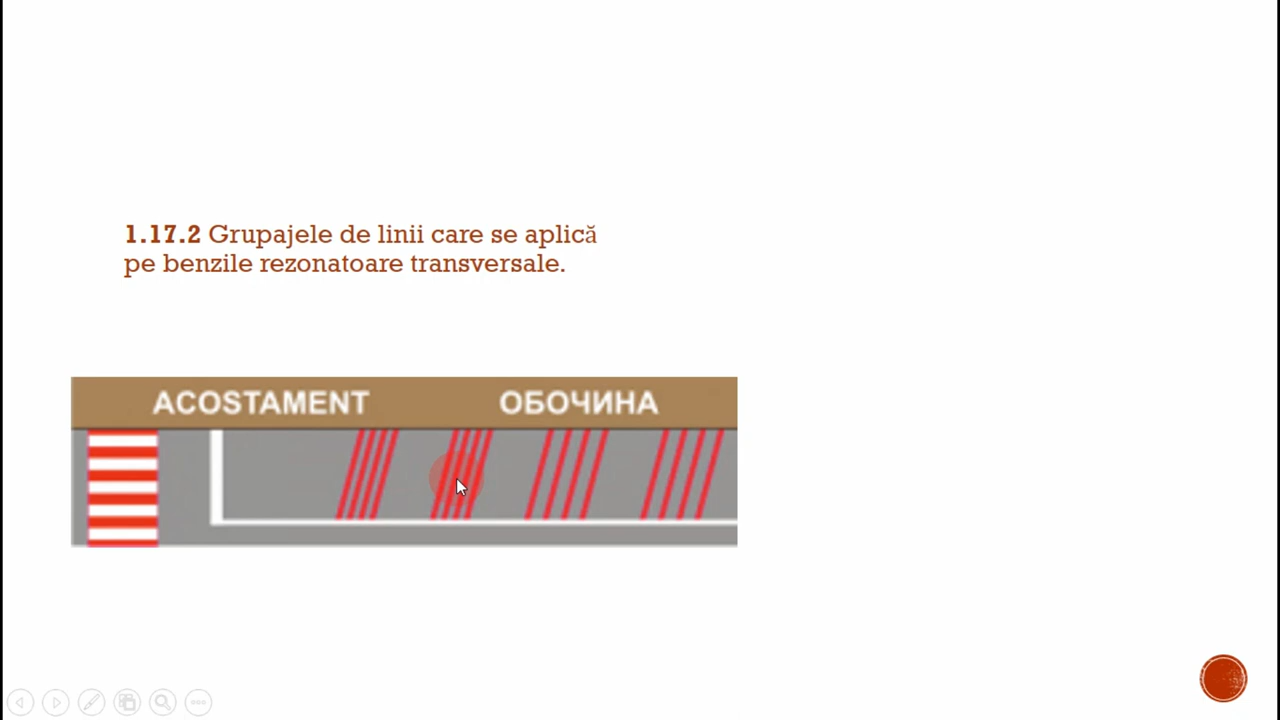 1.17.2 Grupajele de linii care se aplică
pe benzile rezonatoare transversale.
ACOSTAMENT ОБОЧИНА